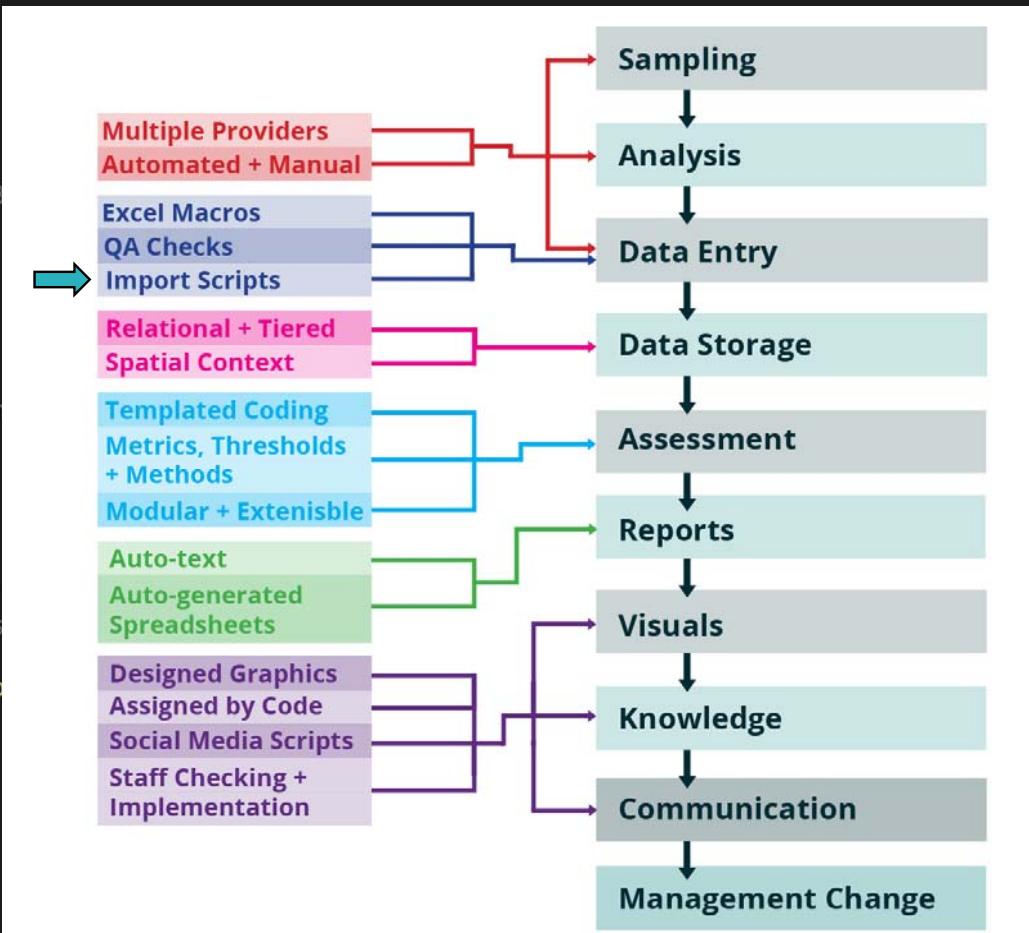 Multiple Providers
Automated + Manual
Excel Macros
QA Checks
Import Scripts
Relational + Tiered
Spatial Context
Templated Coding
Metrics, Thresholds
+ Methods
Modular + Extenisble
Auto-text
Auto-generated
Spreadsheets
Designed Graphics
Assigned by Code
Social Media Scripts
Staff Checking +
Implementation
Sampling
Analysis
Data Entry
Data Storage
Assessment
Reports
Visuals
Knowledge
Communication
Management Change